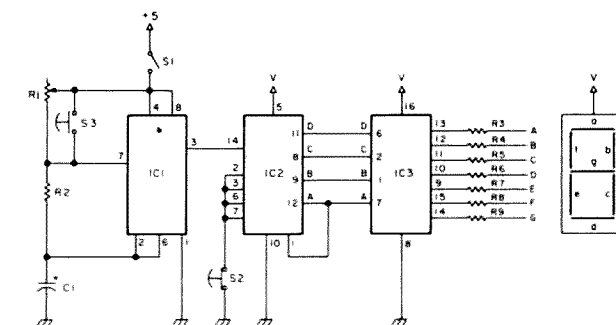 +5
S1
V
V
V
R1
S3
4
8
5
16
a
3
14
11
D
D
6
13
R3
A
12
R4
B
7
IC1
2
IC2
8
C
C
2
IC3
11
R5
C
a
f
b
g
R2
3
9
B
B
1
10
R6
D
6
12
A
A
7
9
R7
E
e
c
7
15
R8
F
14
R9
G
d
2
6
1
10
1
8
S2
C1
+